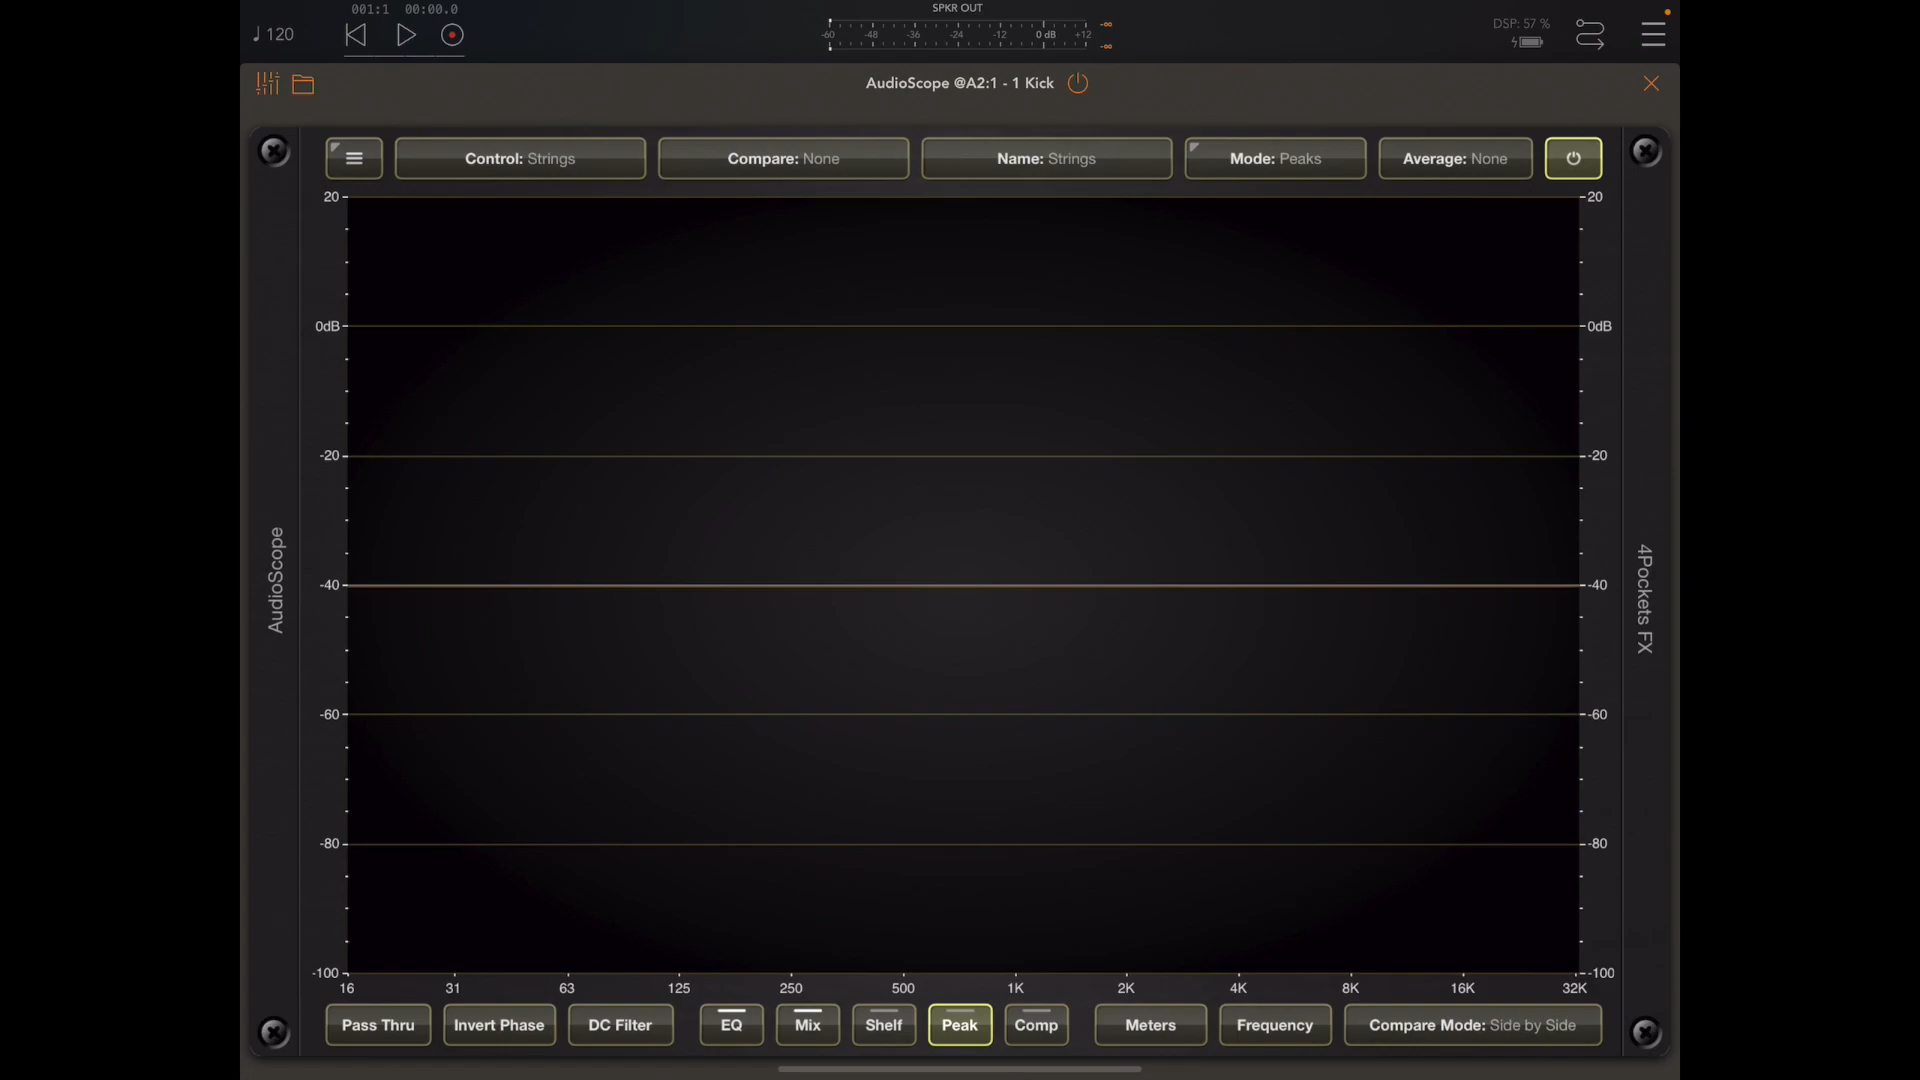 001:1 00:00.0
SPKR OUT
♩120
-60 -48 -36 -24 -12 0 dB +12
-∞
-∞
DSP: 57 %
AudioScope @A2:1 - 1 Kick
Control: Strings
Compare: None
Name: Strings
Mode: Peaks
Average: None
20 20
0dB 0dB
-20 -20
-40 -40
-60 -60
-80 -80
-100 -100
AudioScope
4Pockets FX
16 31 63 125 250 500 1K 2K 4K 8K 16K 32K
Pass Thru
Invert Phase
DC Filter
EQ
Mix
Shelf
Peak
Comp
Meters
Frequency
Compare Mode: Side by Side